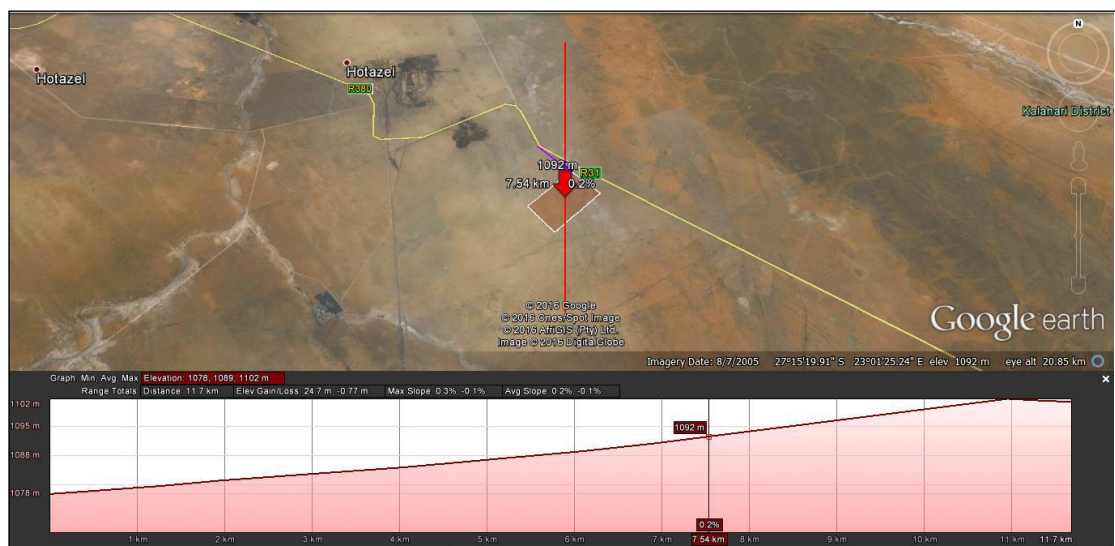 N
Hotazel
Hotazel
R380
Kalahari District
1092 m
R31
7.54 km 0.2%
© 2016 Google
© 2016 Cnes/Spot Image
© 2016 AfriGIS (Pty) Ltd.
Image © 2016 DigitalGlobe
Google earth
Imagery Date: 8/7/2005 27°15'19.91" S 23°01'25.24" E elev 1092 m eye alt 20.85 km
Graph: Min, Avg, Max Elevation: 1078, 1089, 1102 m
Range Totals: Distance: 11.7 km Elev Gain/Loss: 24.7 m, -0.77 m Max Slope: 0.3%, -0.1% Avg Slope: 0.2%, -0.1%
1102 m
1095 m
1092 m
1088 m
1078 m
0.2%
1 km 2 km 3 km 4 km 5 km 6 km 7 km 7.54 km 8 km 9 km 10 km 11 km 11.7 km